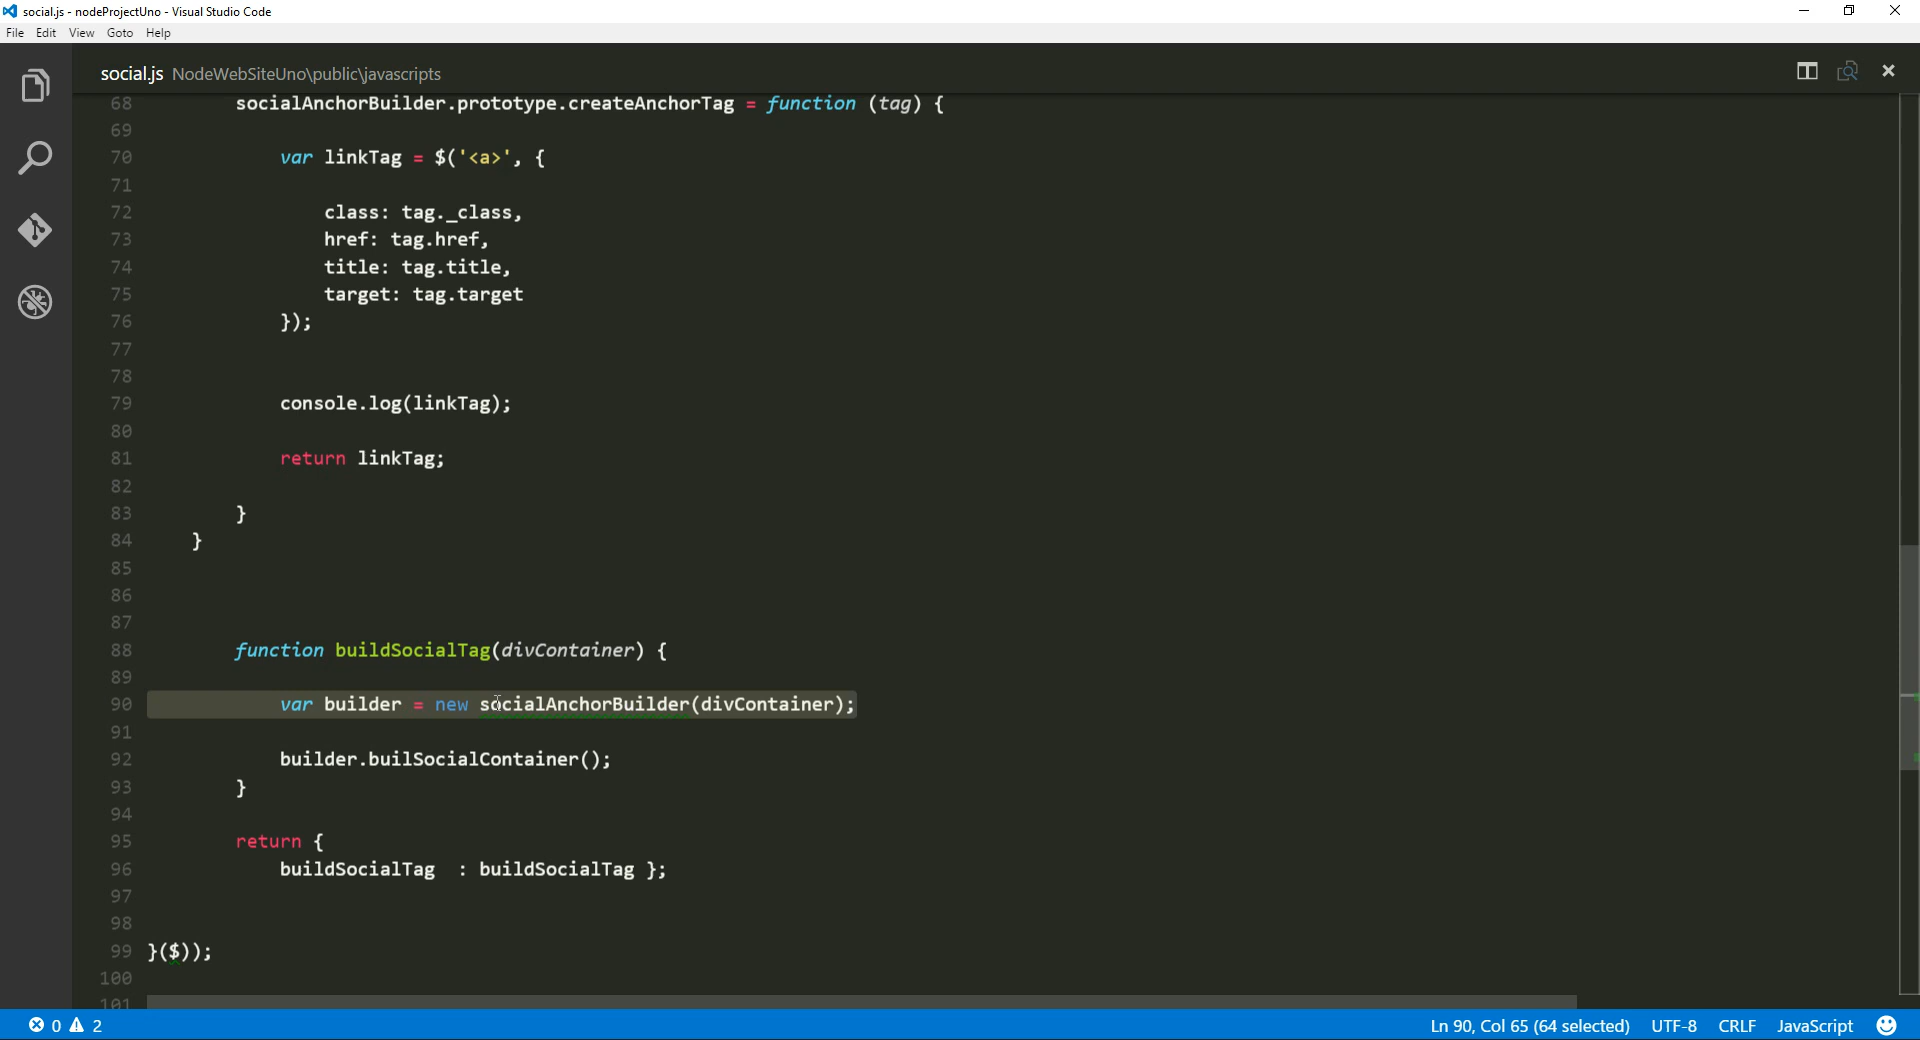 social.js - nodeProjectUno - Visual Studio Code
File Edit View Goto Help
social.js NodeWebSiteUno\public\javascripts
68 socialAnchorBuilder.prototype.createAnchorTag = function (tag) {
69
70 var linkTag = $('<a>', {
71
72 class: tag._class,
73 href: tag.href,
74 title: tag.title,
75 target: tag.target
76 });
77
78
79 console.log(linkTag);
80
81 return linkTag;
82
83 }
84 }
85
86
87
88 function buildSocialTag(divContainer) {
89
90 var builder = new socialAnchorBuilder(divContainer);
91
92 builder.builSocialContainer();
93 }
94
95 return {
96 buildSocialTag : buildSocialTag };
97
98
99 }($));
100
101
0 2 Ln 90, Col 65 (64 selected) UTF-8 CRLF JavaScript